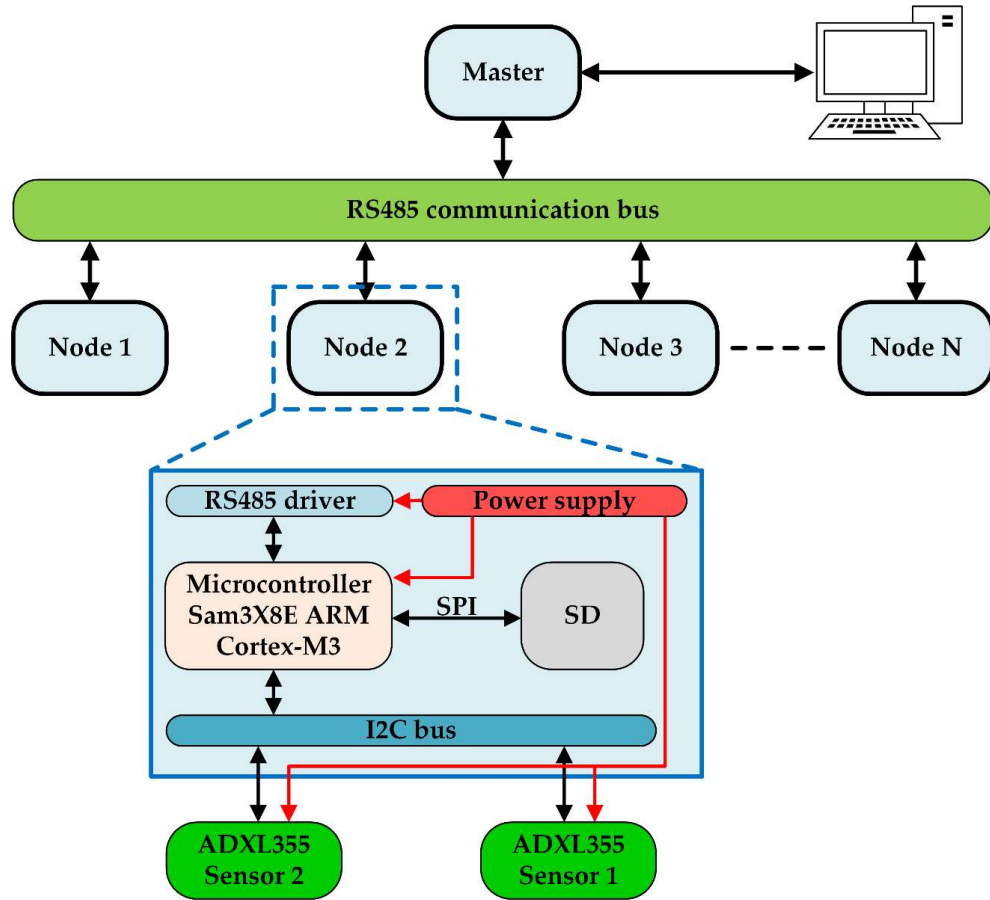 Master
RS485 communication bus
Node 1
Node 2
Node 3
Node N
RS485 driver
Power supply
Microcontroller
Sam3X8E ARM
Cortex-M3
SPI
SD
I2C bus
ADXL355
Sensor 2
ADXL355
Sensor 1